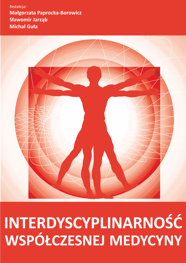 Redakcja
Małgorzata Paprocka-Borowicz
Sławomir Jarząb
Michał Guła
INTERDYSCYPLINARNOŚĆ
WSPÓŁCZESNEJ MEDYCYNY